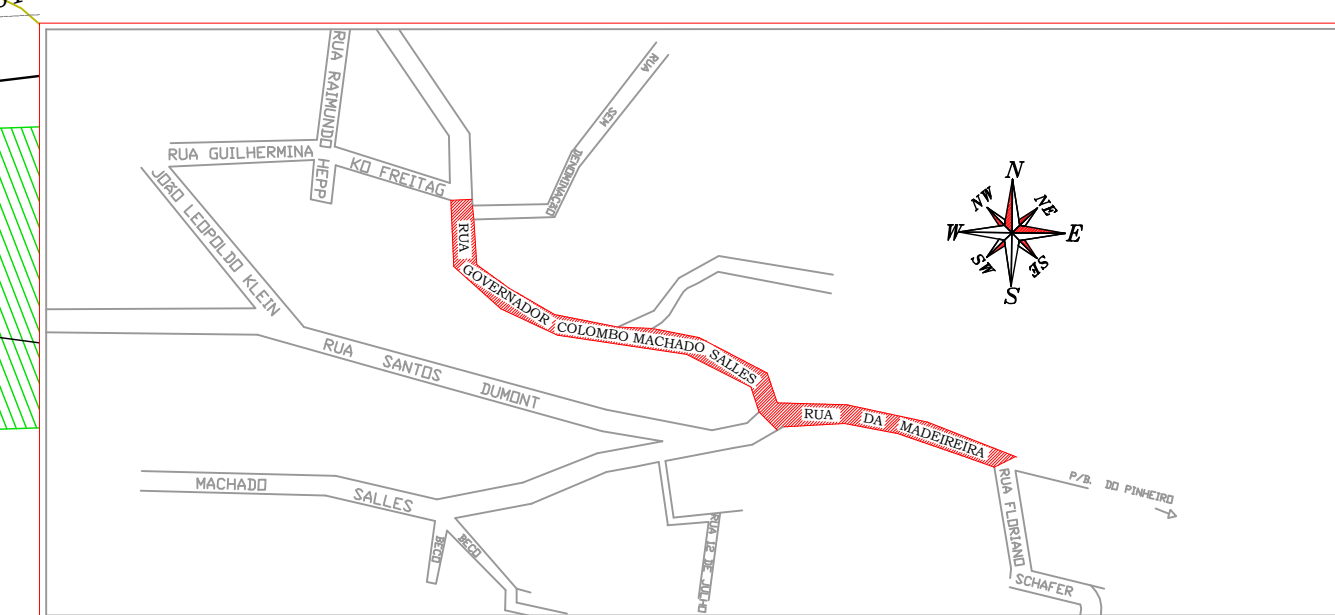 RUA RAIMUNDO HEPP
RUA SEM DENOMINAÇÃO
RUA GUILHERMINA KO FREITAG
JOÃO LEOPOLDO KLEIN
N
NW
NE
W
E
SW
SE
S
RUA GOVERNADOR COLOMBO MACHADO SALLES
RUA SANTOS DUMONT
RUA DA MADEIREIRA
MACHADO SALLES
P/B. DO PINHEIRO
RUA FLORIANO SCHAFER
BECO
BECO
RUA 12 DE JULHO